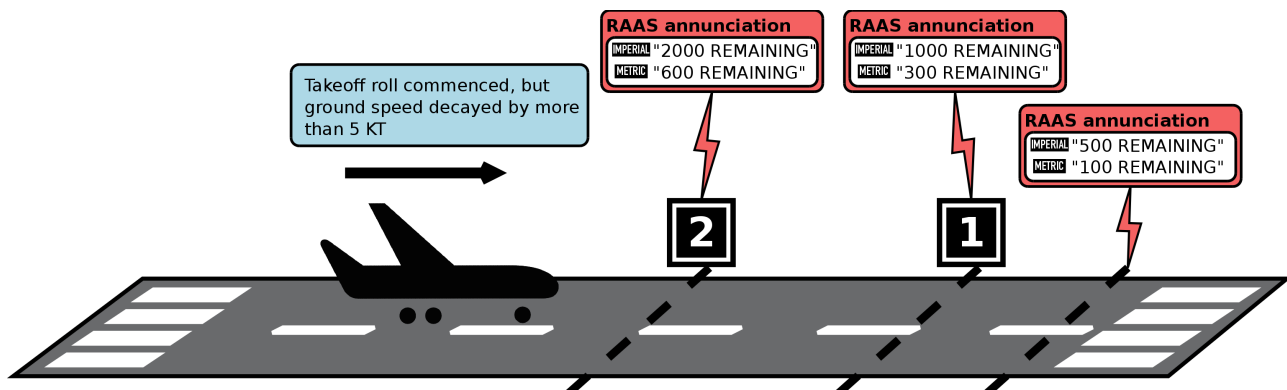 Takeoff roll commenced, but
ground speed decayed by more
than 5 KT
RAAS annunciation
IMPERIAL "2000 REMAINING"
METRIC "600 REMAINING"
RAAS annunciation
IMPERIAL "1000 REMAINING"
METRIC "300 REMAINING"
RAAS annunciation
IMPERIAL "500 REMAINING"
METRIC "100 REMAINING"
2
1